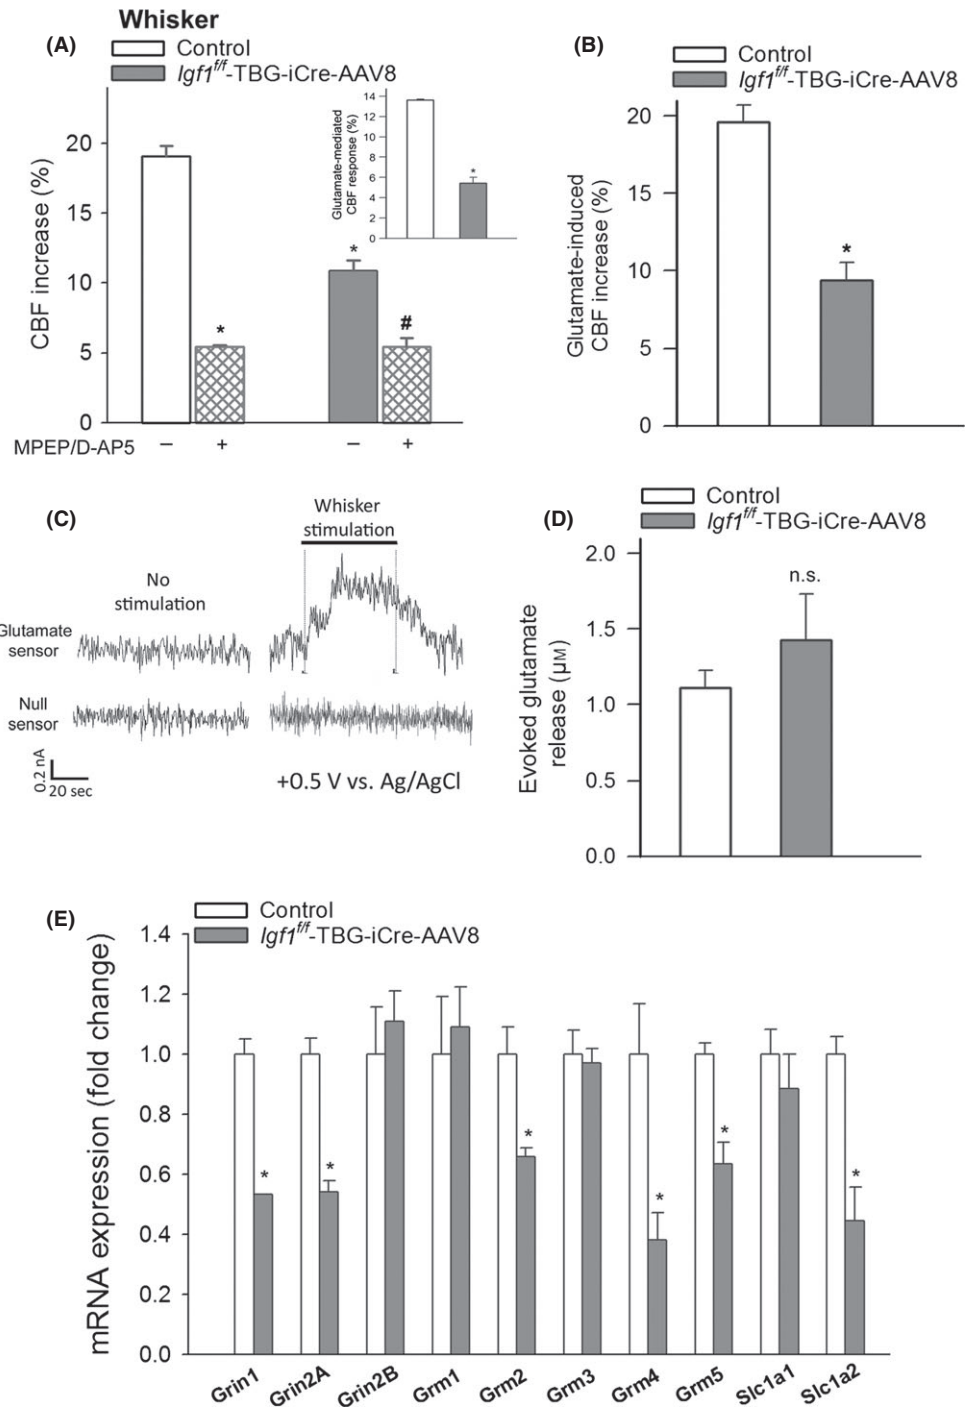 Whisker
(A)
Control
Igf1f/f-TBG-iCre-AAV8
CBF increase (%)
20
15
10
5
0
*
*
#
MPEP/D-AP5 – + – +
Glutamate-mediated
CBF response (%)
14
12
10
8
6
4
2
0
*
(B)
Control
Igf1f/f-TBG-iCre-AAV8
Glutamate-induced
CBF increase (%)
20
15
10
5
0
*
(C)
Whisker
stimulation
No
stimulation
Glutamate
sensor
Null
sensor
0.2 nA
20 sec
+0.5 V vs. Ag/AgCl
(D)
Control
Igf1f/f-TBG-iCre-AAV8
Evoked glutamate
release (µM)
2.0
1.5
1.0
0.5
0.0
n.s.
(E)
Control
Igf1f/f-TBG-iCre-AAV8
mRNA expression (fold change)
1.4
1.2
1.0
0.8
0.6
0.4
0.2
0.0
* * * * * *
Grin1 Grin2A Grin2B Grm1 Grm2 Grm3 Grm4 Grm5 Slc1a1 Slc1a2